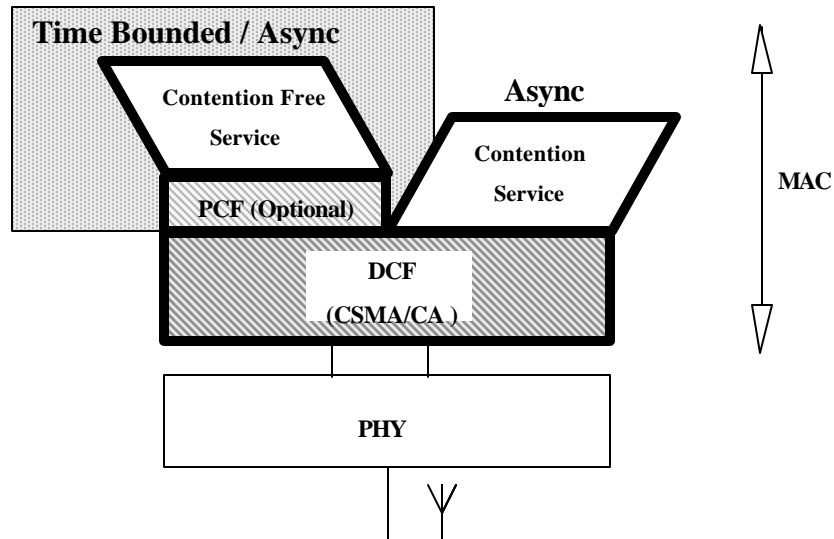 Time Bounded / Async
Contention Free
Service
Async
Contention
Service
MAC
PCF (Optional)
DCF
(CSMA/CA )
PHY